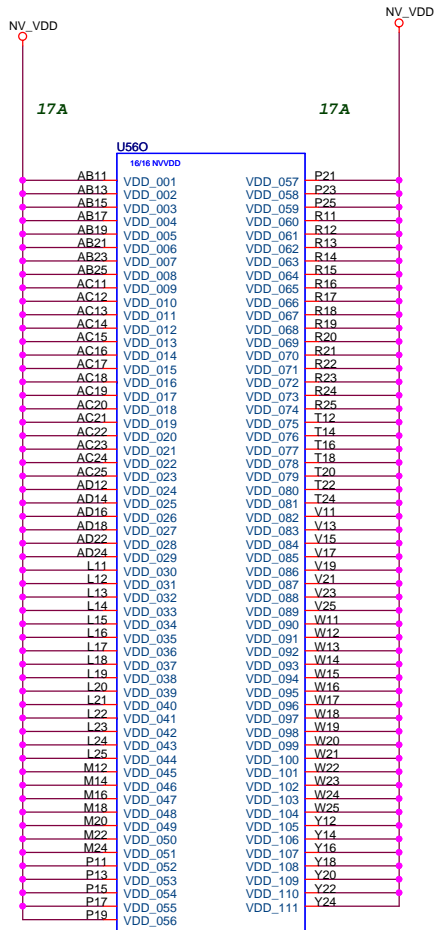 NV_VDD NV_VDD
17A 17A
U56O
16/16 NVVDD
AB11 VDD_001 VDD_057 P21
AB13 VDD_002 VDD_058 P23
AB15 VDD_003 VDD_059 P25
AB17 VDD_004 VDD_060 R11
AB19 VDD_005 VDD_061 R12
AB21 VDD_006 VDD_062 R13
AB23 VDD_007 VDD_063 R14
AB25 VDD_008 VDD_064 R15
AC11 VDD_009 VDD_065 R16
AC12 VDD_010 VDD_066 R17
AC13 VDD_011 VDD_067 R18
AC14 VDD_012 VDD_068 R19
AC15 VDD_013 VDD_069 R20
AC16 VDD_014 VDD_070 R21
AC17 VDD_015 VDD_071 R22
AC18 VDD_016 VDD_072 R23
AC19 VDD_017 VDD_073 R24
AC20 VDD_018 VDD_074 R25
AC21 VDD_019 VDD_075 T12
AC22 VDD_020 VDD_076 T14
AC23 VDD_021 VDD_077 T16
AC24 VDD_022 VDD_078 T18
AC25 VDD_023 VDD_079 T20
AD12 VDD_024 VDD_080 T22
AD14 VDD_025 VDD_081 T24
AD16 VDD_026 VDD_082 V11
AD18 VDD_027 VDD_083 V13
AD22 VDD_028 VDD_084 V15
AD24 VDD_029 VDD_085 V17
L11 VDD_030 VDD_086 V19
L12 VDD_031 VDD_087 V21
L13 VDD_032 VDD_088 V23
L14 VDD_033 VDD_089 V25
L15 VDD_034 VDD_090 W11
L16 VDD_035 VDD_091 W12
L17 VDD_036 VDD_092 W13
L18 VDD_037 VDD_093 W14
L19 VDD_038 VDD_094 W15
L20 VDD_039 VDD_095 W16
L21 VDD_040 VDD_096 W17
L22 VDD_041 VDD_097 W18
L23 VDD_042 VDD_098 W19
L24 VDD_043 VDD_099 W20
L25 VDD_044 VDD_100 W21
M12 VDD_045 VDD_101 W22
M14 VDD_046 VDD_102 W23
M16 VDD_047 VDD_103 W24
M18 VDD_048 VDD_104 W25
M20 VDD_049 VDD_105 Y12
M22 VDD_050 VDD_106 Y14
M24 VDD_051 VDD_107 Y16
P11 VDD_052 VDD_108 Y18
P13 VDD_053 VDD_109 Y20
P15 VDD_054 VDD_110 Y22
P17 VDD_055 VDD_111 Y24
P19 VDD_056